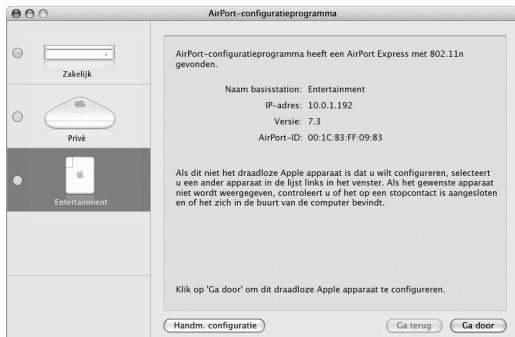 AirPort-configuratieprogramma
Zakelijk
Privé
Entertainment
AirPort-configuratieprogramma heeft een AirPort Express met 802.11n
gevonden.
Naam basisstation: Entertainment
IP-adres: 10.0.1.192
Versie: 7.3
AirPort-ID: 00:1C:B3:FF:09:83
Als dit niet het draadloze Apple apparaat is dat u wilt configureren, selecteert
u een ander apparaat in de lijst links in het venster. Als het gewenste apparaat
niet wordt weergegeven, controleert u of het op een stopcontact is aangesloten
en of het zich in de buurt van de computer bevindt.
Klik op 'Ga door' om dit draadloze Apple apparaat te configureren.
Handm. configuratie
Ga terug
Ga door